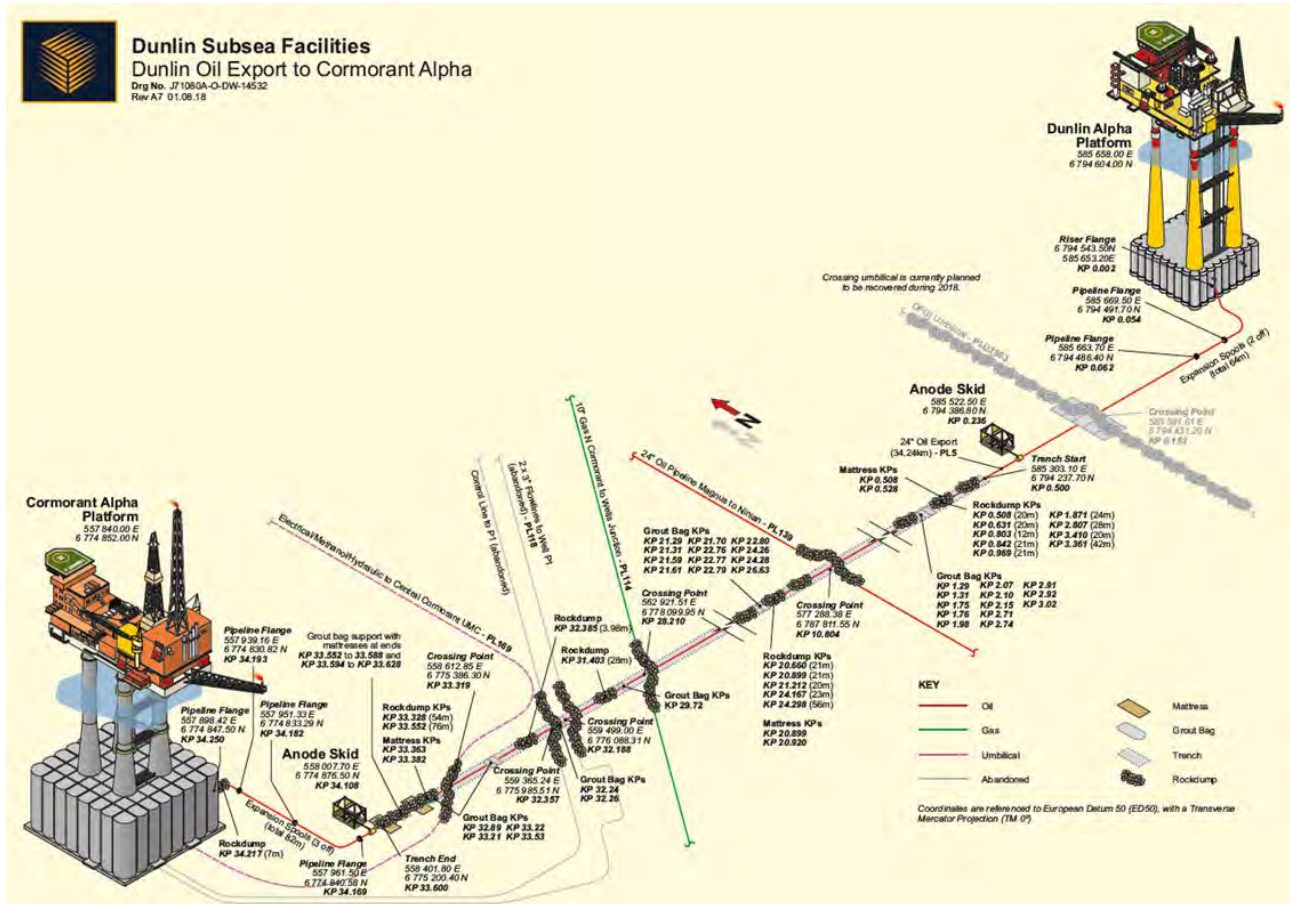 Dunlin Subsea Facilities
Dunlin Oil Export to Cormorant Alpha
Drg No. J71080A-O-DW-14532
Rev A7 01.08.18
Dunlin Alpha
Platform
585 658.00 E
6 794 604.00 N
Riser Flange
6 794 543.50N
585 653.20E
KP 0.002
Crossing umbilical is currently planned
to be recovered during 2018.
Pipeline Flange
585 669.50 E
6 794 491.70 N
KP 0.054
Pipeline Flange
585 663.70 E
6 794 486.40 N
KP 0.062
Expansion Spools (2 off)
(total 64m)
Crossing Point
585 591.61 E
6 794 431.20 N
Anode Skid
585 522.50 E
6 794 386.80 N
KP 0.236
24" Oil Export
(34.24km) - PL5
Trench Start
585 303.10 E
6 794 237.70 N
KP 0.500
Mattress KPs
KP 0.508
KP 0.528
Rockdump KPs
KP 0.508 (20m) KP 1.871 (24m)
KP 0.631 (20m) KP 2.807 (28m)
KP 0.803 (12m) KP 3.410 (20m)
KP 0.842 (21m) KP 3.361 (42m)
KP 0.969 (21m)
Grout Bag KPs
KP 1.29 KP 2.07 KP 2.91
KP 1.31 KP 2.10 KP 2.92
KP 1.75 KP 2.15 KP 3.02
KP 1.76 KP 2.71
KP 1.98 KP 2.74
N
24" Oil Pipeline Magnus to Ninian - PL139
Crossing Point
577 288.38 E
6 787 811.55 N
KP 10.804
Grout Bag KPs
KP 21.29 KP 21.70 KP 22.80
KP 21.31 KP 22.76 KP 24.26
KP 21.59 KP 22.77 KP 24.28
KP 21.61 KP 22.79 KP 26.63
Rockdump KPs
KP 20.660 (21m)
KP 20.899 (21m)
KP 21.212 (20m)
KP 24.167 (23m)
KP 24.298 (56m)
Mattress KPs
KP 20.899
KP 20.920
10" Gas N Cormorant to Wells Junction - PL114
Crossing Point
562 921.51 E
6 778 099.95 N
KP 28.210
Grout Bag KPs
KP 29.72
Rockdump
KP 31.403 (28m)
Rockdump
KP 32.385 (3.98m)
2 x 3" Flowlines to Well P1
(abandoned) - PL118
Control Line to P1 (abandoned)
Crossing Point
559 499.00 E
6 776 088.31 N
KP 32.188
Grout Bag KPs
KP 32.24
KP 32.26
Crossing Point
559 365.24 E
6 775 985.51 N
KP 32.357
Electrical/Methanol/Hydraulic to Central Cormorant UMC - PL169
Crossing Point
558 612.85 E
6 775 386.30 N
KP 33.319
Grout Bag KPs
KP 32.89 KP 33.22
KP 33.21 KP 33.53
Rockdump KPs
KP 33.328 (54m)
KP 33.552 (76m)
Mattress KPs
KP 33.363
KP 33.382
Grout bag support with
mattresses at ends
KP 33.552 to 33.588 and
KP 33.594 to KP 33.628
Trench End
558 401.80 E
6 775 200.40 N
KP 33.600
Anode Skid
558 007.70 E
6 774 876.50 N
KP 34.108
Pipeline Flange
557 961.50 E
6 774 840.58 N
KP 34.169
Pipeline Flange
557 951.33 E
6 774 833.29 N
KP 34.182
Pipeline Flange
557 939.16 E
6 774 830.82 N
KP 34.193
Pipeline Flange
557 898.42 E
6 774 847.50 N
KP 34.250
Expansion Spools (3 off)
(total 82m)
Rockdump
KP 34.217 (7m)
Cormorant Alpha
Platform
557 840.00 E
6 774 852.00 N
KEY
Oil
Gas
Umbilical
Abandoned
Mattress
Grout Bag
Trench
Rockdump
Coordinates are referenced to European Datum 50 (ED50), with a Transverse
Mercator Projection (TM 0º)